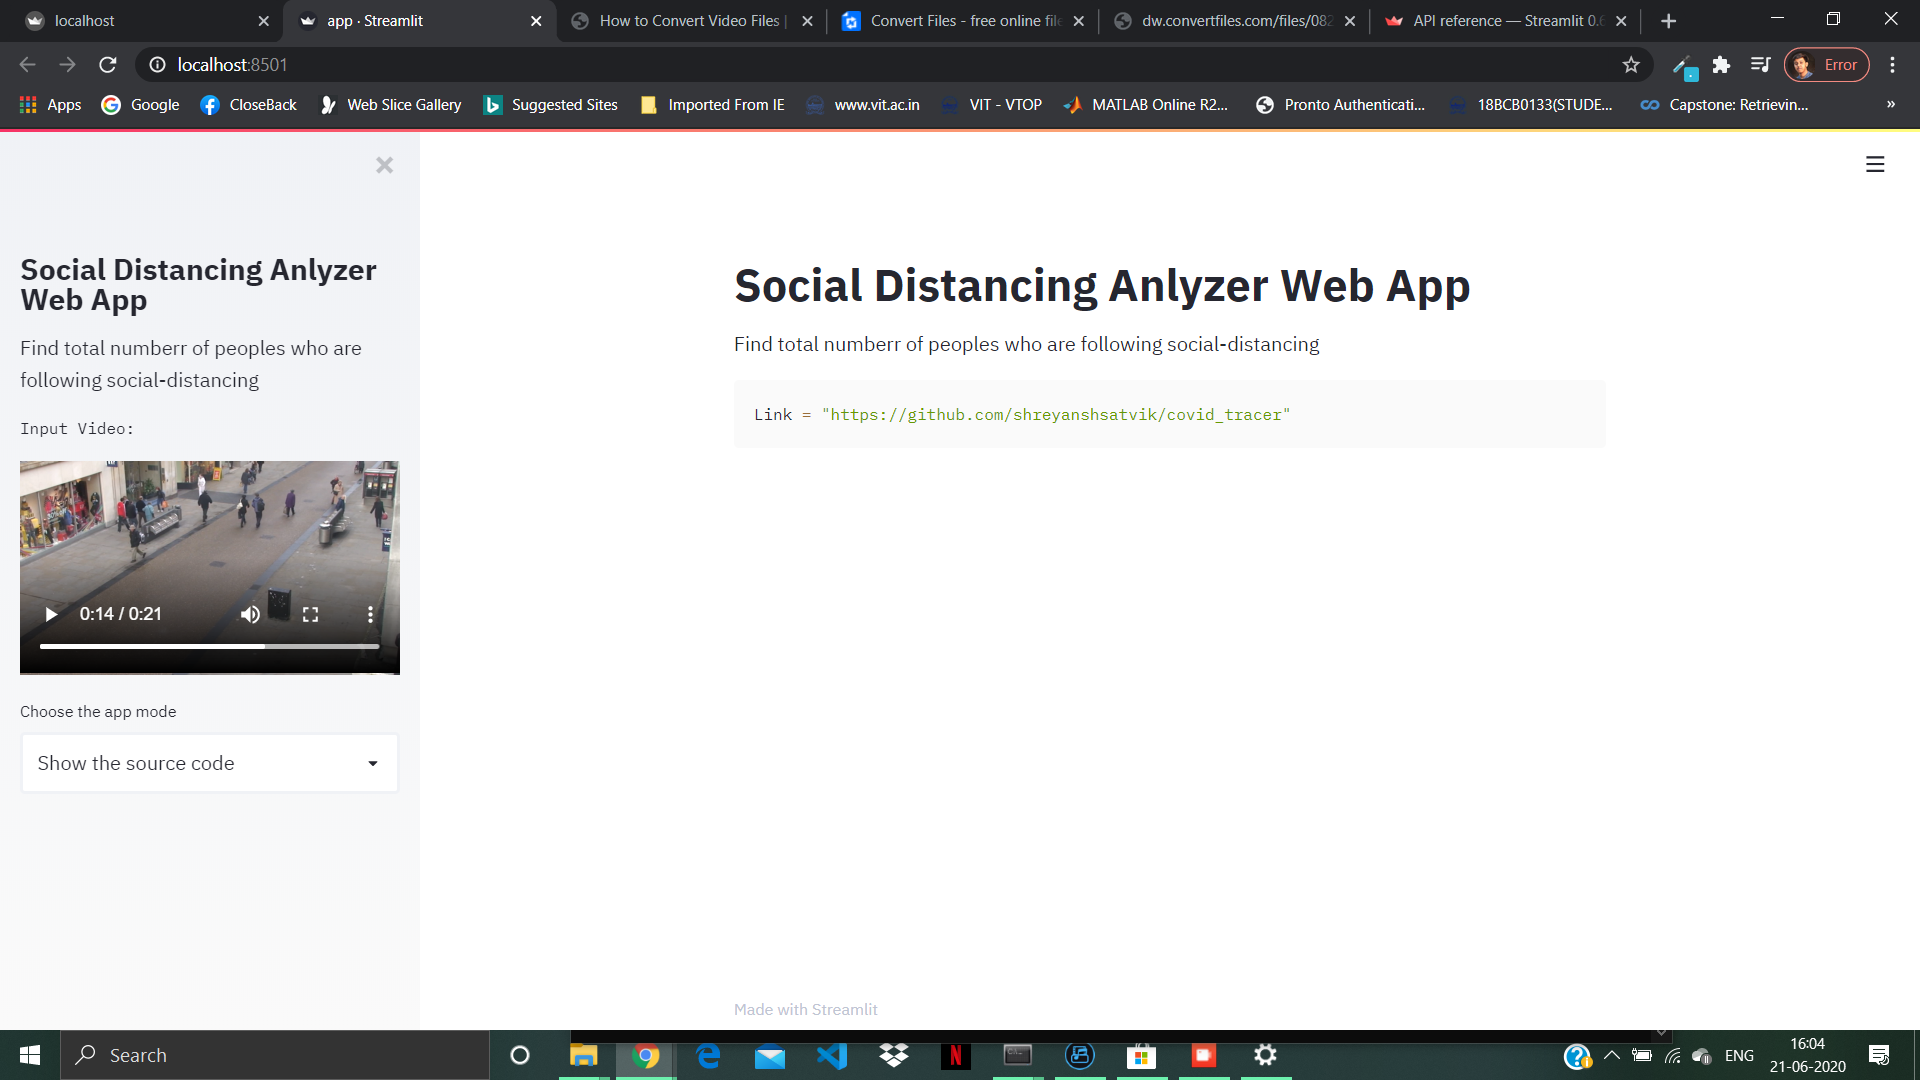 localhost
app · Streamlit
How to Convert Video Files |
Convert Files - free online file
dw.convertfiles.com/files/082
API reference — Streamlit 0.6
localhost:8501
Error
Apps
Google
CloseBack
Web Slice Gallery
Suggested Sites
Imported From IE
www.vit.ac.in
VIT - VTOP
MATLAB Online R2...
Pronto Authenticati...
18BCB0133(STUDE...
Capstone: Retrievin...
»
Social Distancing Anlyzer
Web App
Find total numberr of peoples who are
following social-distancing
Input Video:
0:14 / 0:21
Choose the app mode
Show the source code
Social Distancing Anlyzer Web App
Find total numberr of peoples who are following social-distancing
Link = "https://github.com/shreyanshsatvik/covid_tracer"
Made with Streamlit
Search
ENG
16:04
21-06-2020